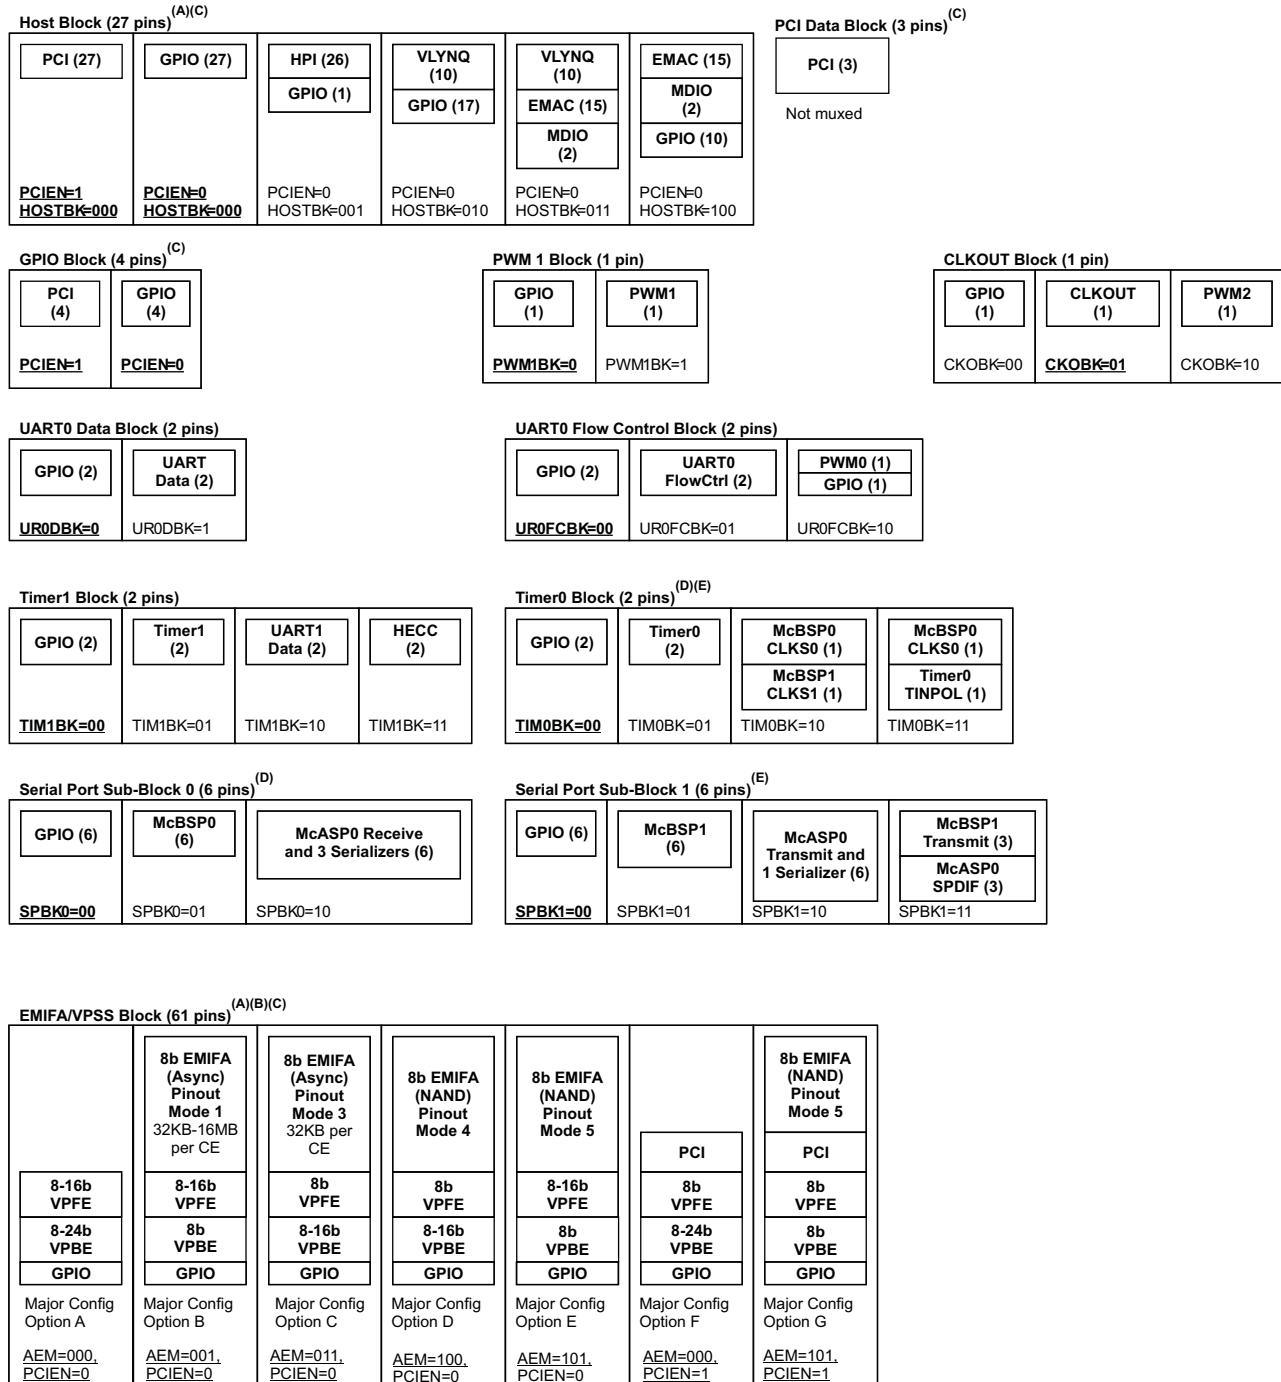 Host Block (27 pins)(A)(C)
PCI (27)
PCIEN=1
HOSTBK=000
GPIO (27)
PCIEN=0
HOSTBK=000
HPI (26)
GPIO (1)
PCIEN=0
HOSTBK=001
VLYNQ
(10)
GPIO (17)
PCIEN=0
HOSTBK=010
VLYNQ
(10)
EMAC (15)
MDIO
(2)
PCIEN=0
HOSTBK=011
EMAC (15)
MDIO
(2)
GPIO (10)
PCIEN=0
HOSTBK=100
PCI Data Block (3 pins)(C)
PCI (3)
Not muxed
GPIO Block (4 pins)(C)
PCI
(4)
PCIEN=1
GPIO
(4)
PCIEN=0
PWM 1 Block (1 pin)
GPIO
(1)
PWM1BK=0
PWM1
(1)
PWM1BK=1
CLKOUT Block (1 pin)
GPIO
(1)
CKOBK=00
CLKOUT
(1)
CKOBK=01
PWM2
(1)
CKOBK=10
UART0 Data Block (2 pins)
GPIO (2)
UR0DBK=0
UART
Data (2)
UR0DBK=1
UART0 Flow Control Block (2 pins)
GPIO (2)
UR0FCBK=00
UART0
FlowCtrl (2)
UR0FCBK=01
PWM0 (1)
GPIO (1)
UR0FCBK=10
Timer1 Block (2 pins)
GPIO (2)
TIM1BK=00
Timer1
(2)
TIM1BK=01
UART1
Data (2)
TIM1BK=10
HECC
(2)
TIM1BK=11
Timer0 Block (2 pins)(D)(E)
GPIO (2)
TIM0BK=00
Timer0
(2)
TIM0BK=01
McBSP0
CLKS0 (1)
McBSP1
CLKS1 (1)
TIM0BK=10
McBSP0
CLKS0 (1)
Timer0
TINPOL (1)
TIM0BK=11
Serial Port Sub-Block 0 (6 pins)(D)
GPIO (6)
SPBK0=00
McBSP0
(6)
SPBK0=01
McASP0 Receive
and 3 Serializers (6)
SPBK0=10
Serial Port Sub-Block 1 (6 pins)(E)
GPIO (6)
SPBK1=00
McBSP1
(6)
SPBK1=01
McASP0
Transmit and
1 Serializer (6)
SPBK1=10
McBSP1
Transmit (3)
McASP0
SPDIF (3)
SPBK1=11
EMIFA/VPSS Block (61 pins)(A)(B)(C)
8-16b
VPFE
8-24b
VPBE
GPIO
Major Config
Option A
AEM=000,
PCIEN=0
8b EMIFA
(Async)
Pinout
Mode 1
32KB-16MB
per CE
8-16b
VPFE
8b
VPBE
GPIO
Major Config
Option B
AEM=001,
PCIEN=0
8b EMIFA
(Async)
Pinout
Mode 3
32KB per
CE
8b
VPFE
8-16b
VPBE
GPIO
Major Config
Option C
AEM=011,
PCIEN=0
8b EMIFA
(NAND)
Pinout
Mode 4
8b
VPFE
8-16b
VPBE
GPIO
Major Config
Option D
AEM=100,
PCIEN=0
8b EMIFA
(NAND)
Pinout
Mode 5
8-16b
VPFE
8b
VPBE
GPIO
Major Config
Option E
AEM=101,
PCIEN=0
PCI
8b
VPFE
8-24b
VPBE
GPIO
Major Config
Option F
AEM=000,
PCIEN=1
8b EMIFA
(NAND)
Pinout
Mode 5
PCI
8b
VPFE
8b
VPBE
GPIO
Major Config
Option G
AEM=101,
PCIEN=1